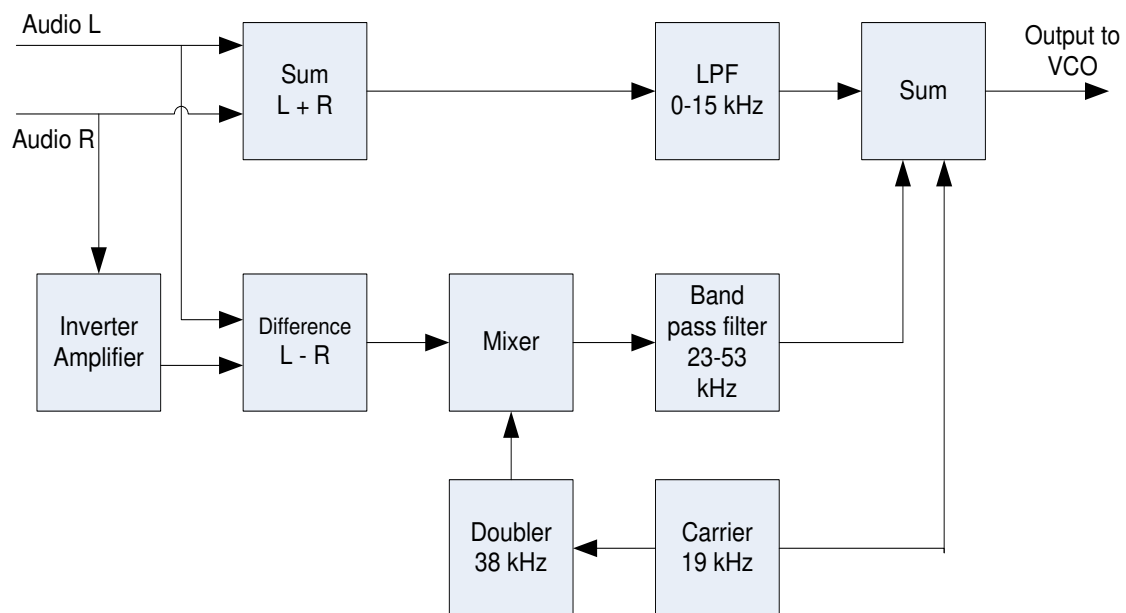 Audio L
Sum
L + R
LPF
0-15 kHz
Sum
Output to
VCO
Audio R
Inverter
Amplifier
Difference
L - R
Mixer
Band
pass filter
23-53
kHz
Doubler
38 kHz
Carrier
19 kHz